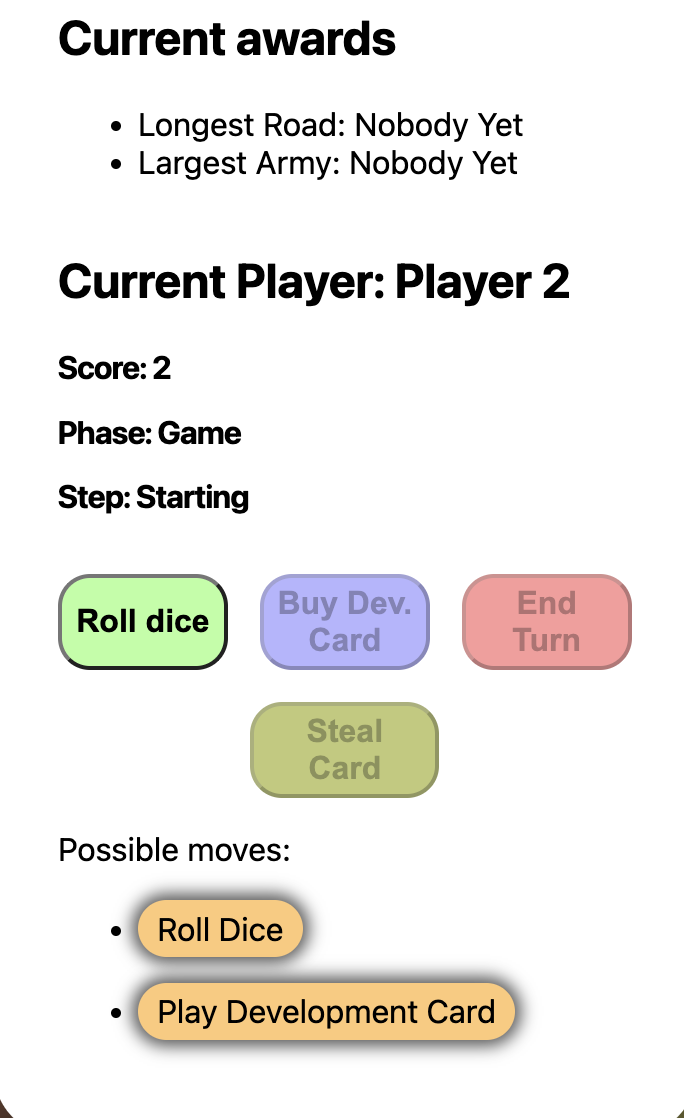 Current awards
Longest Road: Nobody Yet
Largest Army: Nobody Yet
Current Player: Player 2
Score: 2
Phase: Game
Step: Starting
Roll dice
Buy Dev.
Card
End
Turn
Steal
Card
Possible moves:
Roll Dice
Play Development Card